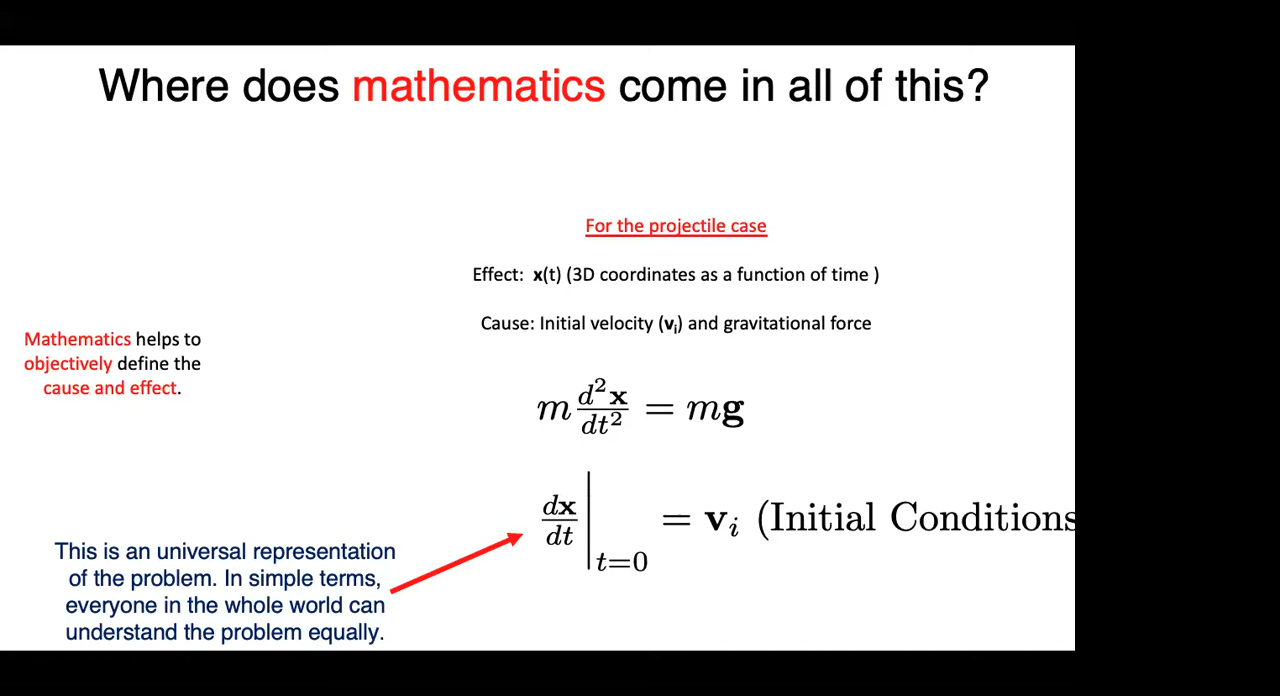 Where does mathematics come in all of this?
For the projectile case
Effect: x(t) (3D coordinates as a function of time )
Cause: Initial velocity (vᵢ) and gravitational force
Mathematics helps to
objectively define the
cause and effect.
m d²x/dt² = mg
dx/dt |ₜ₌₀ = vᵢ (Initial Conditions
This is an universal representation
of the problem. In simple terms,
everyone in the whole world can
understand the problem equally.